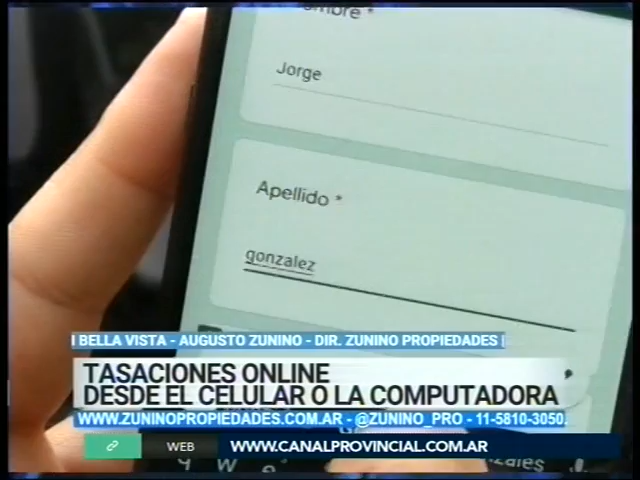 Nombre *
Jorge
Apellido *
gonzalez
| BELLA VISTA - AUGUSTO ZUNINO - DIR. ZUNINO PROPIEDADES |
TASACIONES ONLINE
DESDE EL CELULAR O LA COMPUTADORA
WWW.ZUNINOPROPIEDADES.COM.AR - @ZUNINO_PRO - 11-5810-3050.
WEB
WWW.CANALPROVINCIAL.COM.AR
q w e